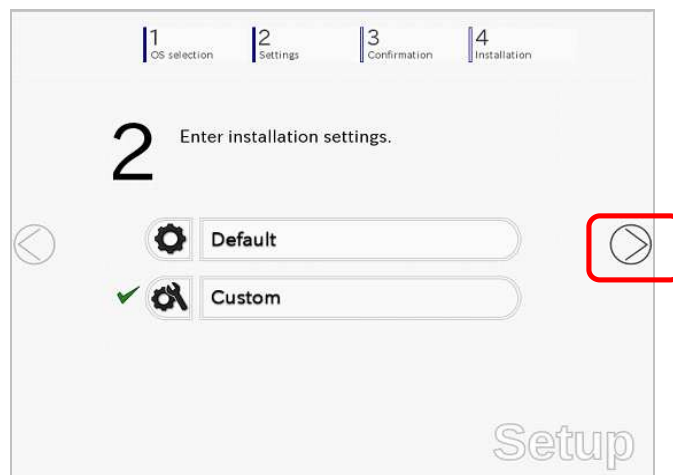 1 2 3 4
OS selection Settings Confirmation Installation
2 Enter installation settings.
Default
Custom
Setup